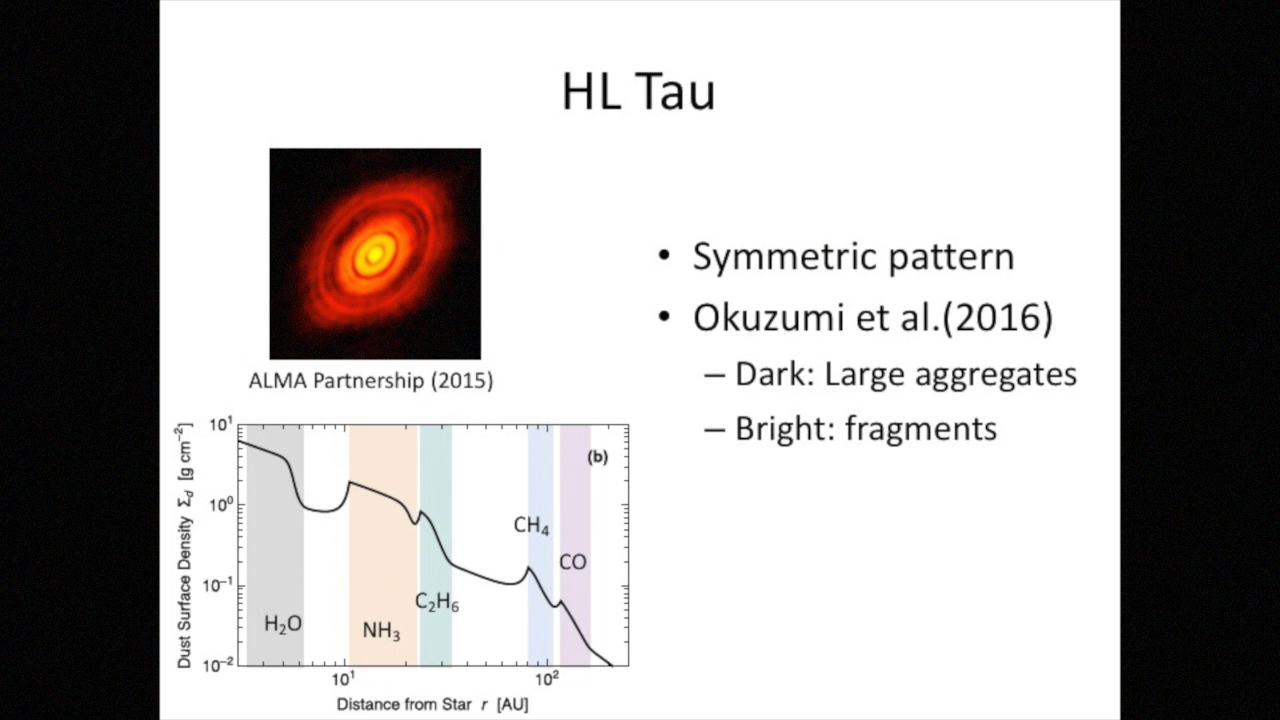 HL Tau
ALMA Partnership (2015)
• Symmetric pattern
• Okuzumi et al.(2016)
– Dark: Large aggregates
– Bright: fragments
Dust Surface Density Σd [g cm⁻²]
10¹
10⁰
10⁻¹
10⁻²
(b)
H₂O
NH₃
C₂H₆
CH₄
CO
10¹ 10²
Distance from Star r [AU]